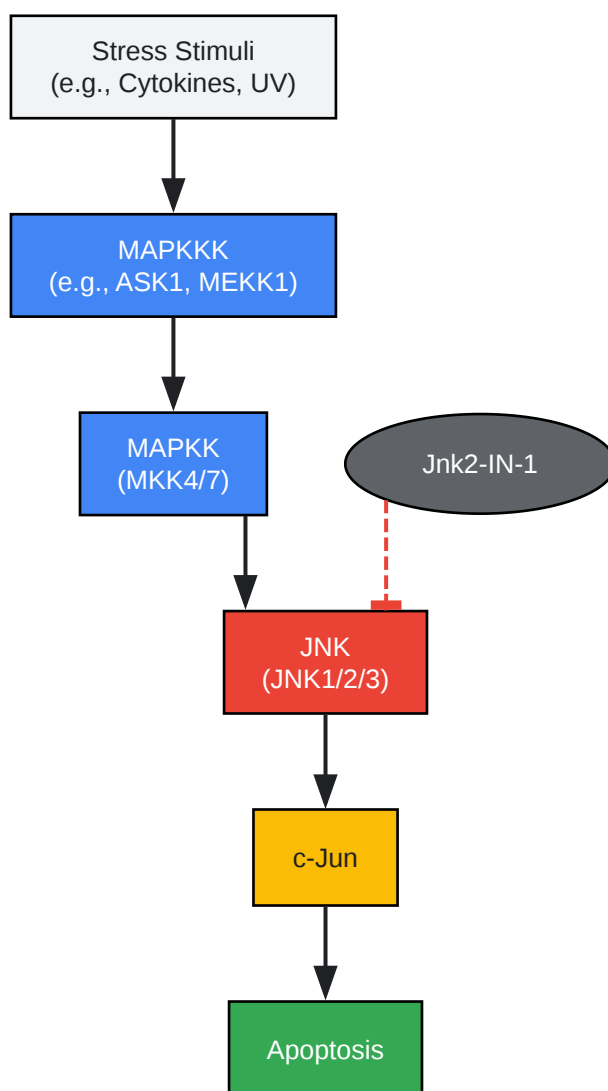 Stress Stimuli
(e.g., Cytokines, UV)
MAPKKK
(e.g., ASK1, MEKK1)
MAPKK
(MKK4/7)
Jnk2-IN-1
JNK
(JNK1/2/3)
c-Jun
Apoptosis